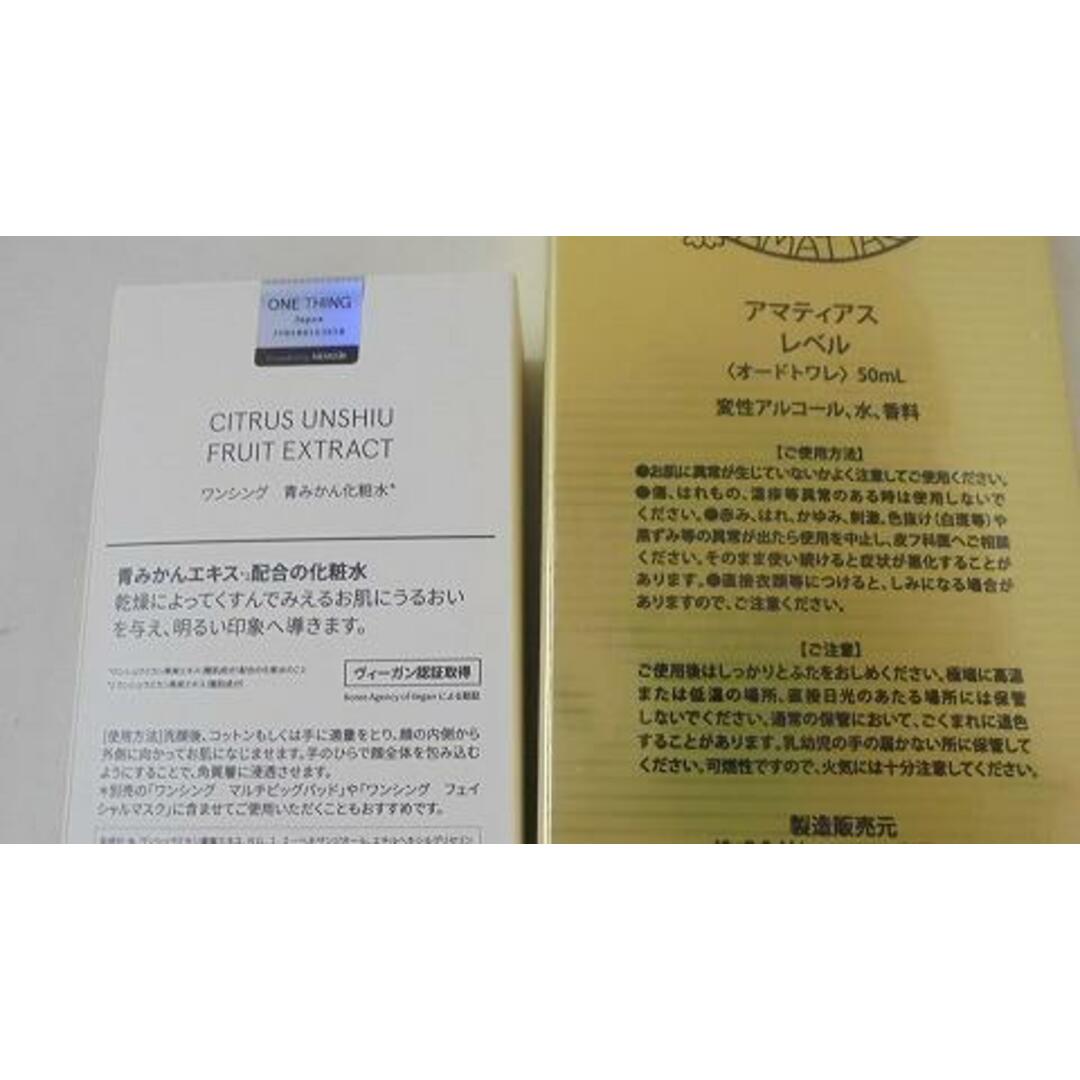 ONE THING
Japan
CITRUS UNSHIU
FRUIT EXTRACT
ワンシング 青みかん化粧水*
青みかんエキス*2配合の化粧水
乾燥によってくすんでみえるお肌にうるおい
を与え、明るい印象へ導きます。
ヴィーガン認証取得
Korea Agency of Vegan による認証
[使用方法]洗顔後、コットンもしくは手に適量をとり、顔の内側から
外側に向かってお肌になじませます。手のひらで顔全体を包み込む
ようにすることで、角質層に浸透させます。
*別売の「ワンシング マルチビッグパッド」や「ワンシング フェイ
シャルマスク」に含ませてご使用いただくこともおすすめです。
アマティアス
レベル
〈オードトワレ〉 50mL
変性アルコール、水、香料
【ご使用方法】
●お肌に異常が生じていないかよく注意してご使用ください。
●傷、はれもの、湿疹等異常のある時は使用しないで
ください。●赤み、はれ、かゆみ、刺激、色抜け(白斑等)や
黒ずみ等の異常が出たら使用を中止し、皮フ科医へご相談
ください。そのまま使い続けると症状が悪化することが
あります。●直接衣類等につけると、しみになる場合が
ありますので、ご注意ください。
【ご注意】
ご使用後はしっかりとふたをおしめください。極端に高温
または低温の場所、直接日光のあたる場所には保管
しないでください。通常の保管において、ごくまれに退色
することがあります。乳幼児の手の届かない所に保管して
ください。可燃性ですので、火気には十分注意してください。
製造販売元